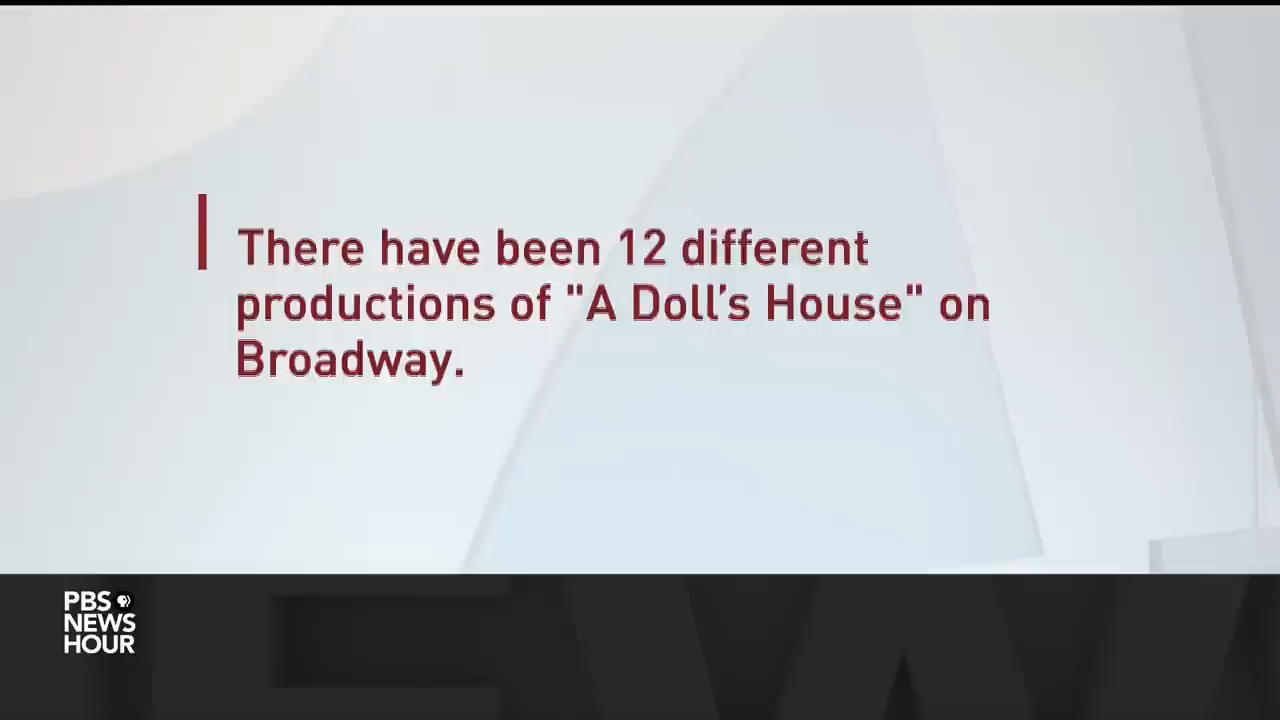 There have been 12 different
productions of "A Doll’s House" on
Broadway.
PBS
NEWS
HOUR